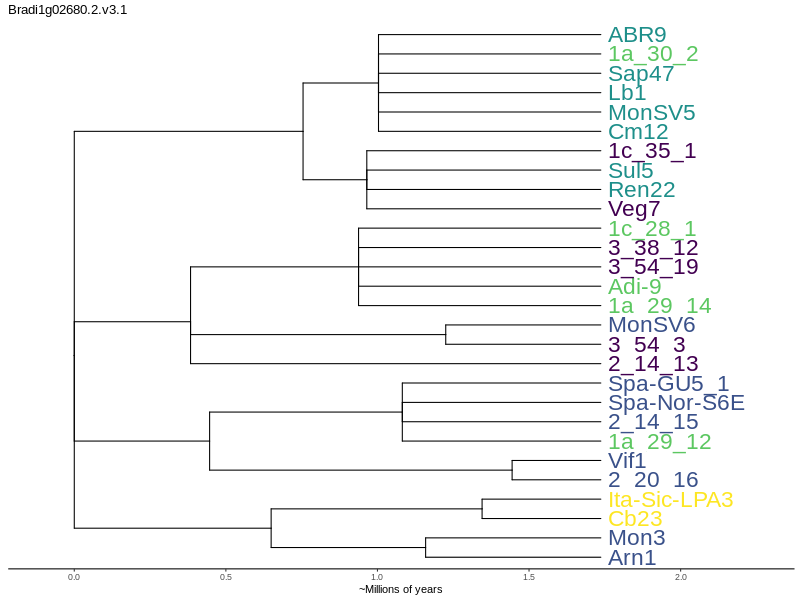 Bradi1g02680.2.v3.1
ABR9
1a_30_2
Sap47
Lb1
MonSV5
Cm12
1c_35_1
Sul5
Ren22
Veg7
1c_28_1
3_38_12
3_54_19
Adi-9
1a_29_14
MonSV6
3_54_3
2_14_13
Spa-GU5_1
Spa-Nor-S6E
2_14_15
1a_29_12
Vif1
2_20_16
Ita-Sic-LPA3
Cb23
Mon3
Arn1
0.0 0.5 1.0 1.5 2.0
~Millions of years